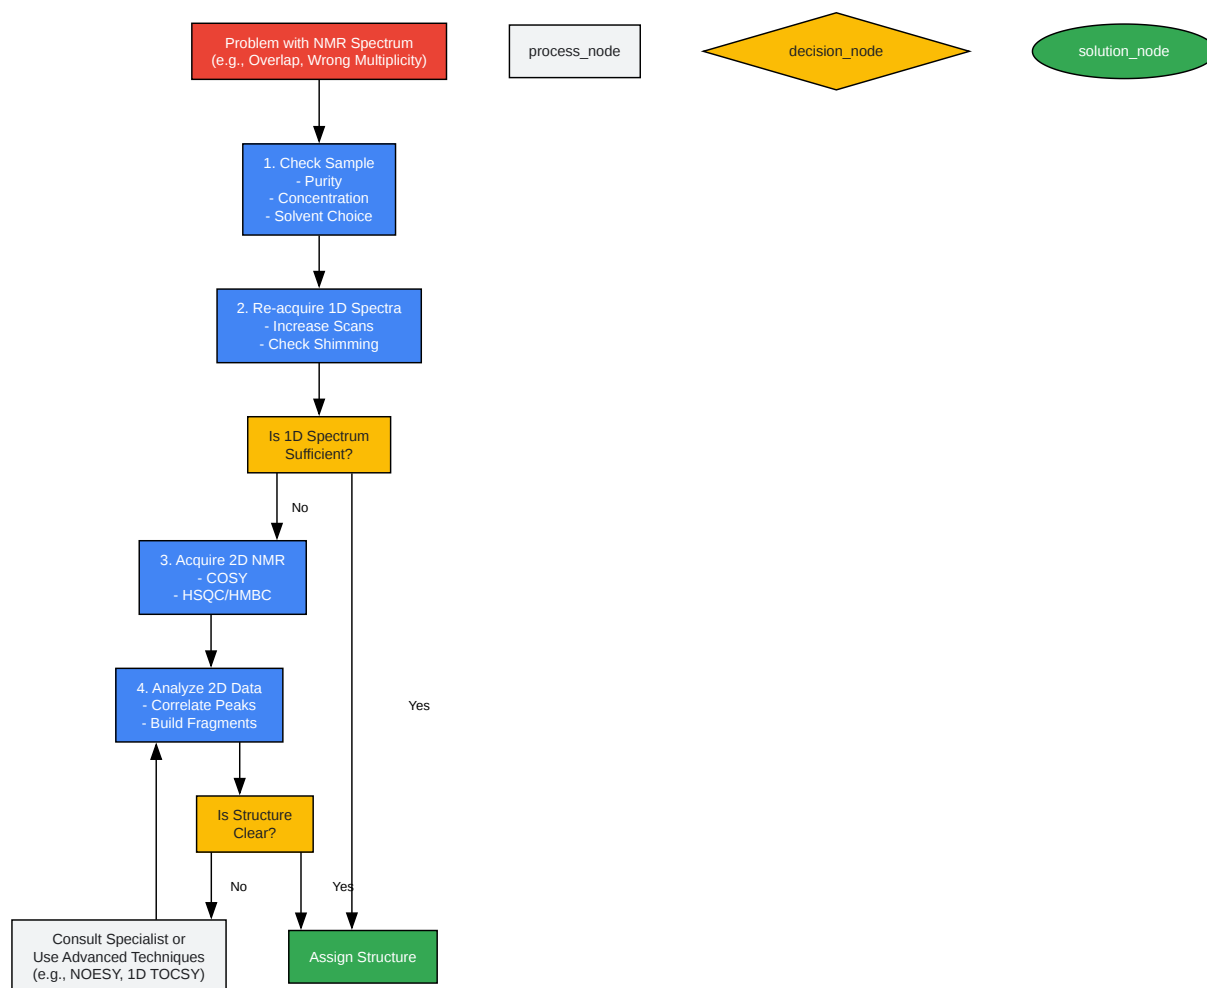 Problem with NMR Spectrum
(e.g., Overlap, Wrong Multiplicity)
process_node
decision_node
solution_node
1. Check Sample
- Purity
- Concentration
- Solvent Choice
2. Re-acquire 1D Spectra
- Increase Scans
- Check Shimming
Is 1D Spectrum
Sufficient?
No
3. Acquire 2D NMR
- COSY
- HSQC/HMBC
4. Analyze 2D Data
- Correlate Peaks
- Build Fragments
Yes
Is Structure
Clear?
No
Yes
Consult Specialist or
Use Advanced Techniques
(e.g., NOESY, 1D TOCSY)
Assign Structure